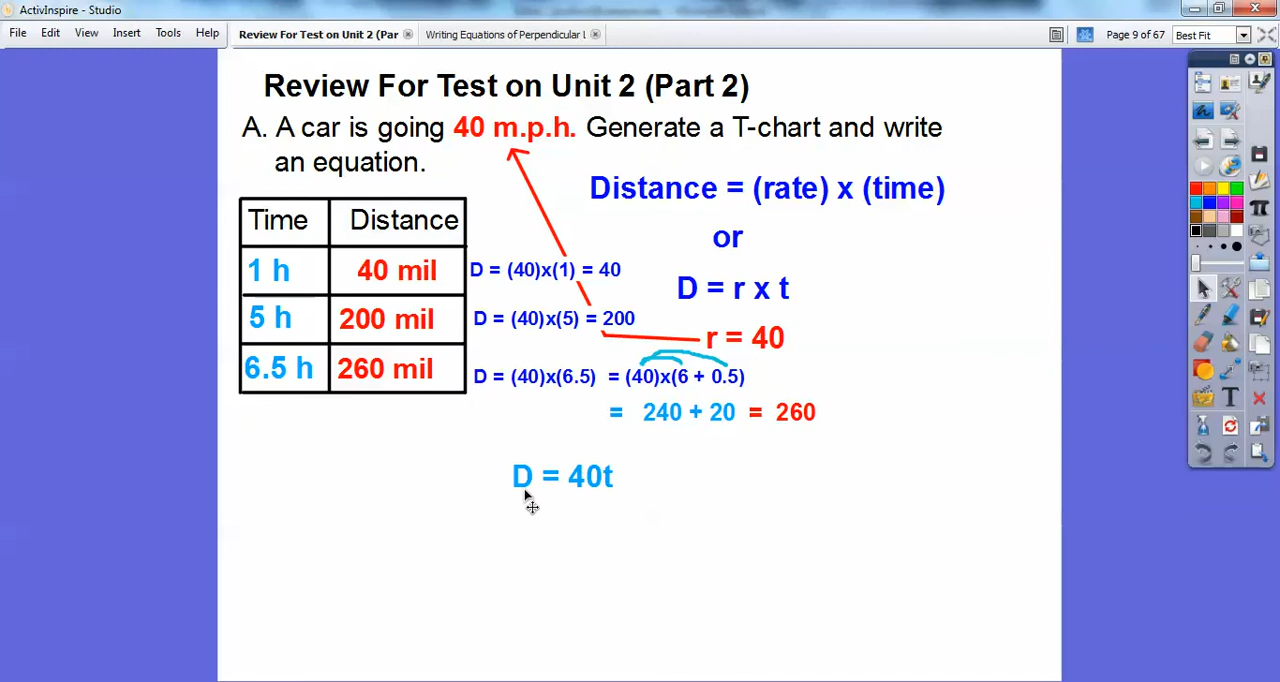 ActivInspire - Studio
File Edit View Insert Tools Help
Review For Test on Unit 2 (Par
Writing Equations of Perpendicular L
Page 9 of 67
Best Fit
Review For Test on Unit 2 (Part 2)
A. A car is going 40 m.p.h. Generate a T-chart and write
an equation.
Distance = (rate) x (time)
or
D = r x t
r = 40
Time Distance
1 h 40 mil D = (40)x(1) = 40
5 h 200 mil D = (40)x(5) = 200
6.5 h 260 mil D = (40)x(6.5) = (40)x(6 + 0.5)
= 240 + 20 = 260
D = 40t